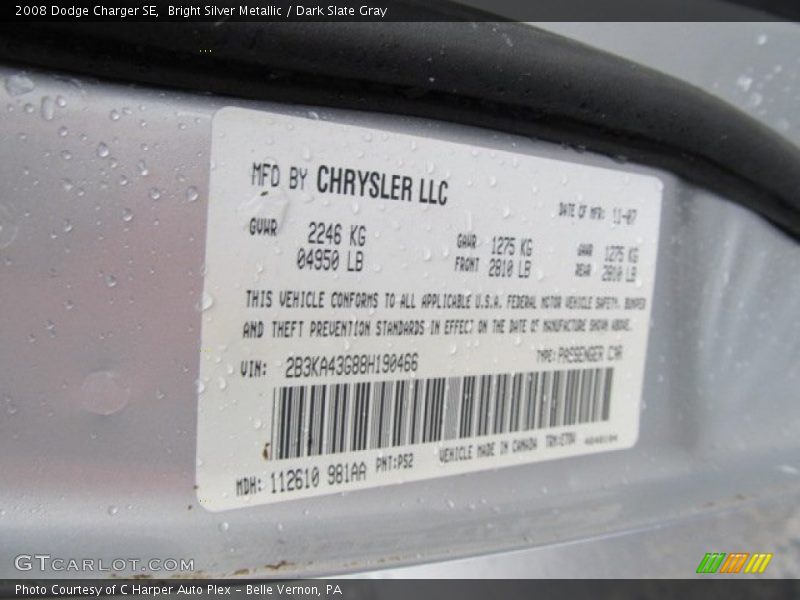 2008 Dodge Charger SE,  Bright Silver Metallic / Dark Slate Gray
MFD BY CHRYSLER LLC
DATE OF MFR: 11-07
GVWR 2246 KG
04950 LB
GAWR 1275 KG
FRONT 2810 LB
GAWR 1275 KG
REAR 2810 LB
THIS VEHICLE CONFORMS TO ALL APPLICABLE U.S.A. FEDERAL MOTOR VEHICLE SAFETY, BUMPER
AND THEFT PREVENTION STANDARDS IN EFFECT ON THE DATE OF MANUFACTURE SHOWN ABOVE.
VIN: 2B3KA43G88H190466
TYPE: PASSENGER CAR
MDH: 112610 981AA PNT:PS2
VEHICLE MADE IN CANADA
GTCARLOT.COM
Photo Courtesy of C Harper Auto Plex - Belle Vernon, PA